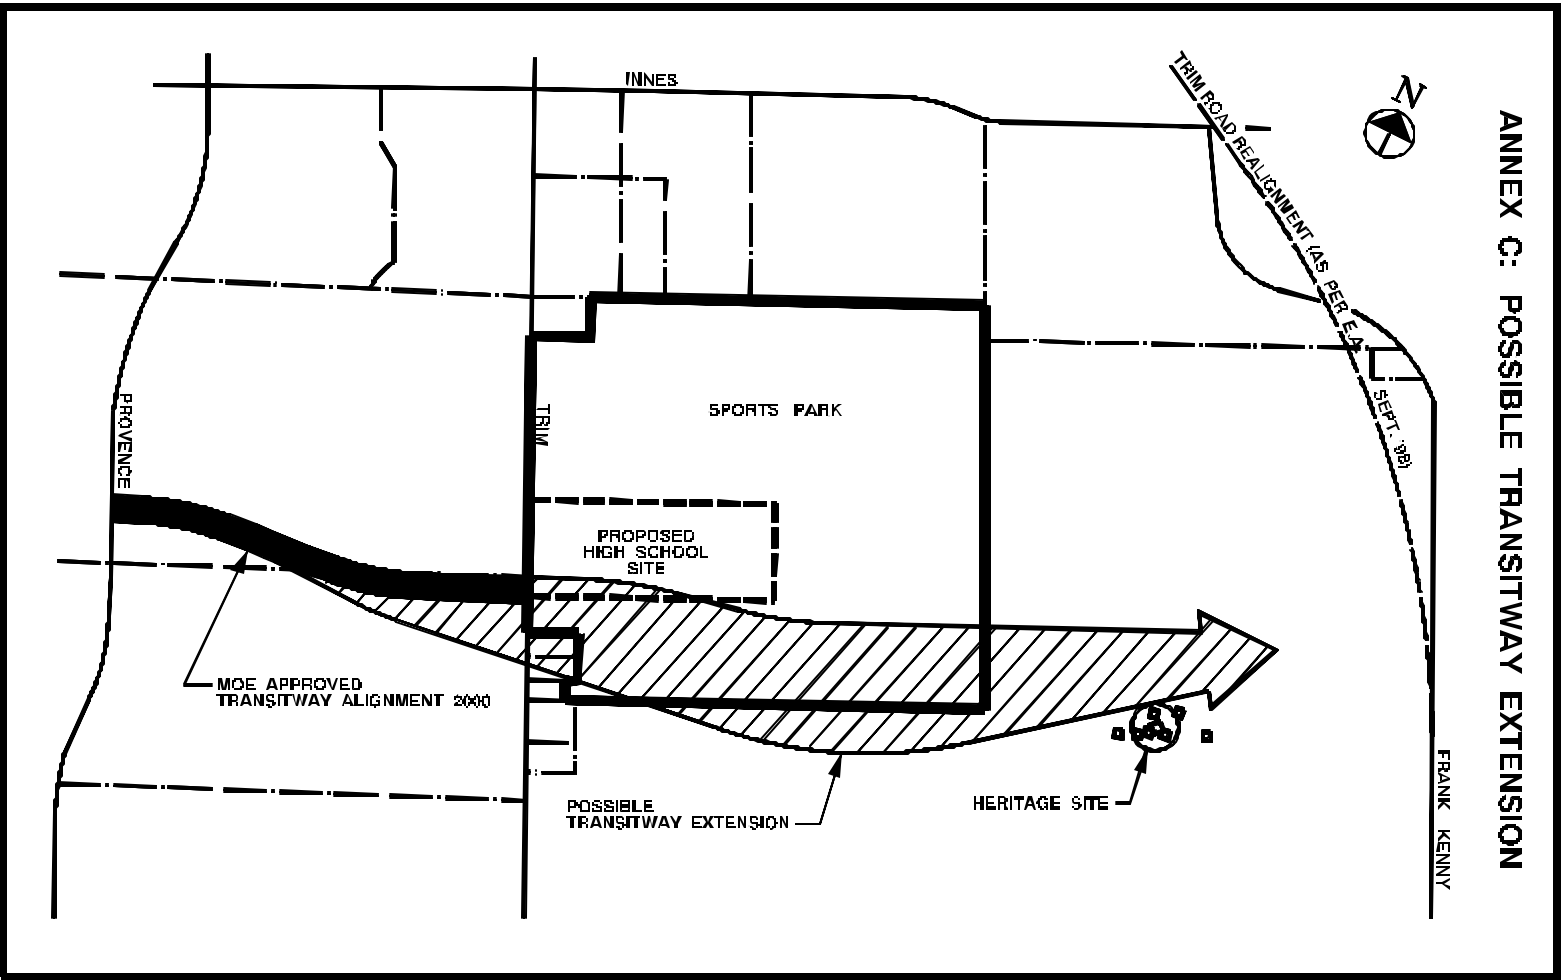 INNES
N
TRIM ROAD REALIGNMENT (AS PER E.A.
SEPT. '98)
ANNEX C: POSSIBLE TRANSITWAY EXTENSION
PROVENCE
TRIM
SPORTS PARK
PROPOSED
HIGH SCHOOL
SITE
MOE APPROVED
TRANSITWAY ALIGNMENT 2000
POSSIBLE
TRANSITWAY EXTENSION
HERITAGE SITE
FRANK KENNY